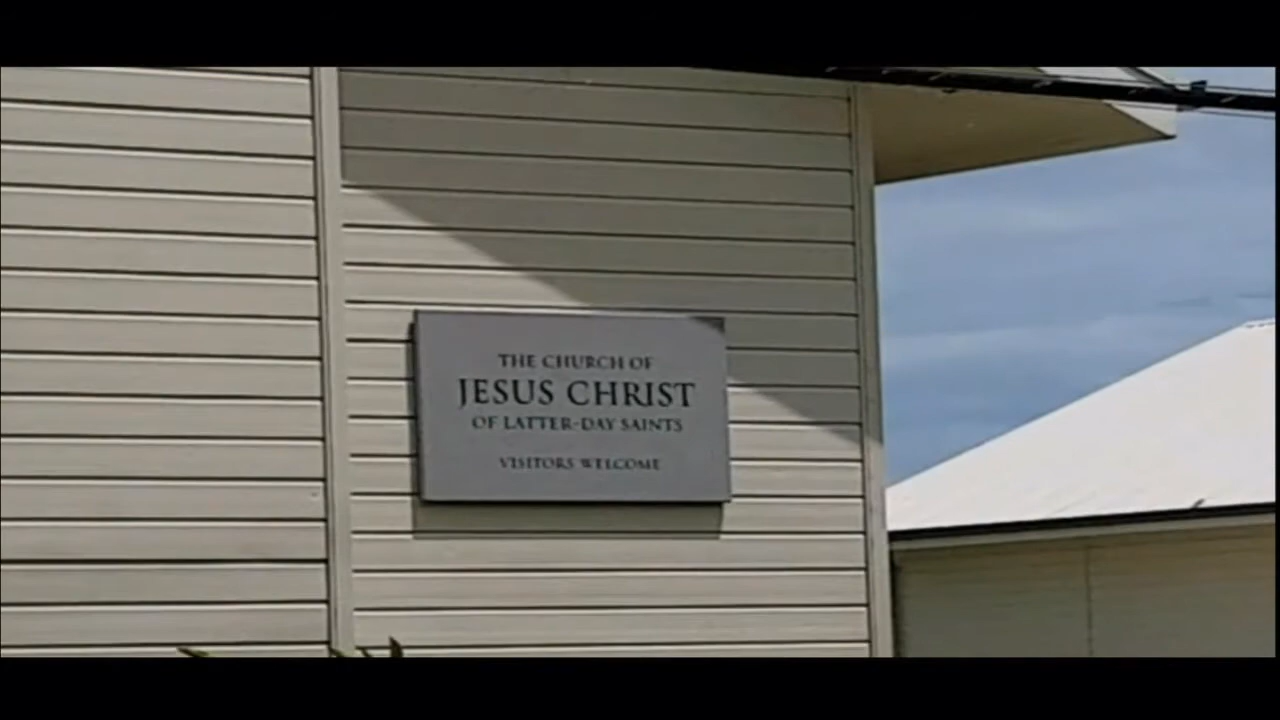 THE CHURCH OF
JESUS CHRIST
OF LATTER-DAY SAINTS
VISITORS WELCOME